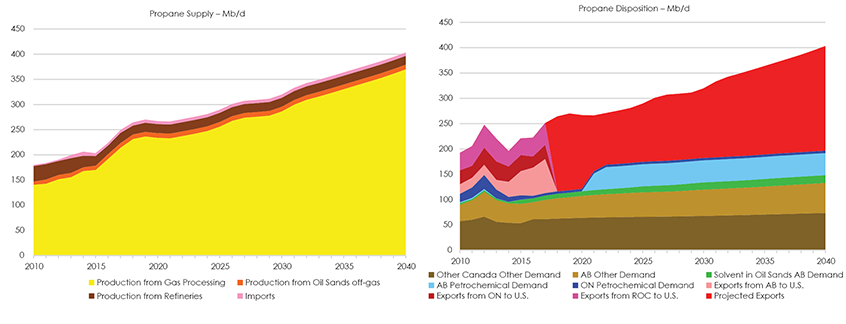 Propane Supply – Mb/d
450
400
350
300
250
200
150
100
50
0
2010
2015
2020
2025
2030
2035
2040
Production from Gas Processing
Production from Oil Sands off-gas
Production from Refineries
Imports
Propane Disposition – Mb/d
450
400
350
300
250
200
150
100
50
0
2010
2015
2020
2025
2030
2035
2040
Other Canada Other Demand
AB Other Demand
Solvent in Oil Sands AB Demand
AB Petrochemical Demand
ON Petrochemical Demand
Exports from AB to U.S.
Exports from ON to U.S.
Exports from ROC to U.S.
Projected Exports